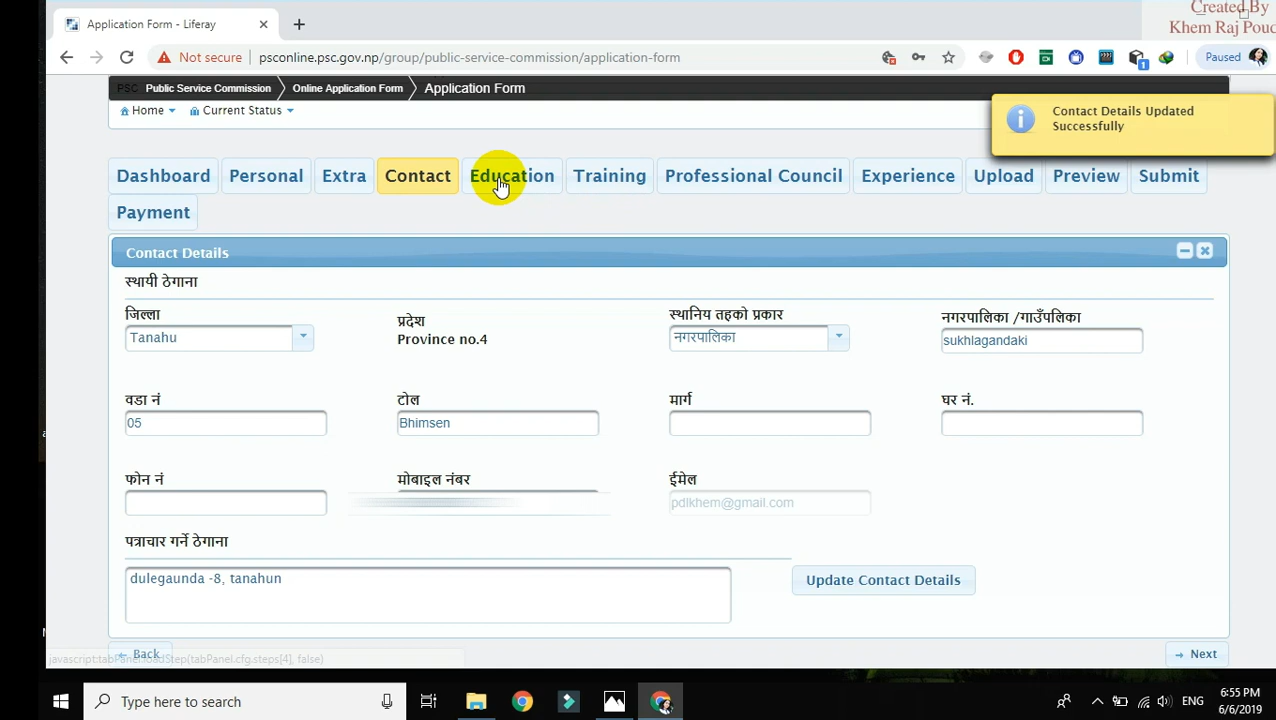 Created By
Application Form - Liferay
Khem Raj Poud
Not secure psconline.psc.gov.np/group/public-service-commission/application-form Paused
PSC Public Service Commission Online Application Form Application Form
Home Current Status
Contact Details Updated
Successfully
Dashboard Personal Extra Contact Education Training Professional Council Experience Upload Preview Submit
Payment
Contact Details
स्थायी ठेगाना
जिल्ला प्रदेश स्थानिय तहको प्रकार नगरपालिका /गाउँपलिका
Tanahu Province no.4 नगरपालिका sukhlagandaki
वडा नं टोल मार्ग घर नं.
05 Bhimsen
फोन नं मोबाइल नंबर ईमेल
pdlkhem@gmail.com
पत्राचार गर्ने ठेगाना
dulegaunda -8, tanahun
Update Contact Details
Back Next
javascript:tabPanel.loadStep(tabPanel.cfg.steps[4], false)
Type here to search ENG 6:55 PM
6/6/2019